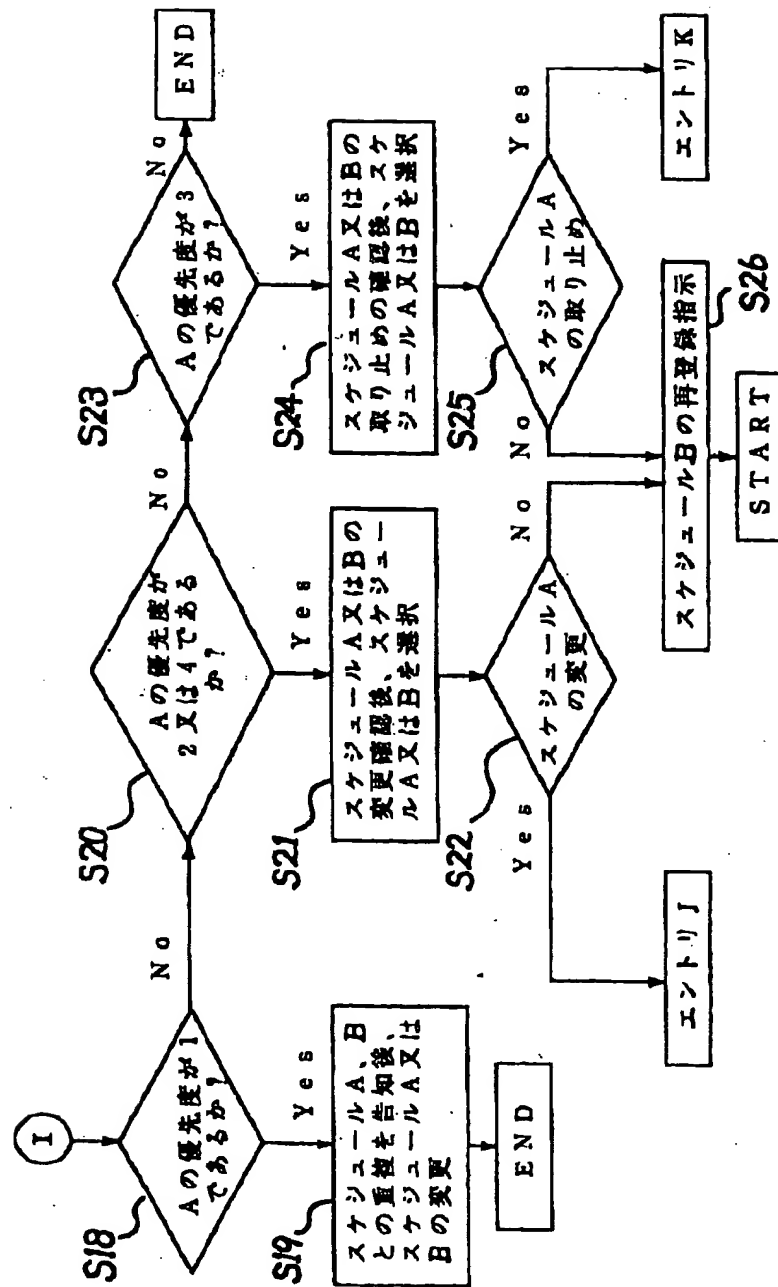 I
S18
Aの優先度が1
であるか?
No
Yes
S19
スケジュールA、B
との重複を告知後、
スケジュールA又は
Bの変更
END
S20
Aの優先度が
2又は4である
か?
No
Yes
S21
スケジュールA又はBの
変更確認後、スケジュー
ルA又はBを選択
S22
スケジュールA
の変更
Yes
No
エントリJ
S23
Aの優先度が3
であるか?
No
END
Yes
S24
スケジュールA又はBの
取り止めの確認後、スケ
ジュールA又はBを選択
S25
スケジュールA
の取り止め
No
Yes
エントリK
スケジュールBの再登録指示
S26
START